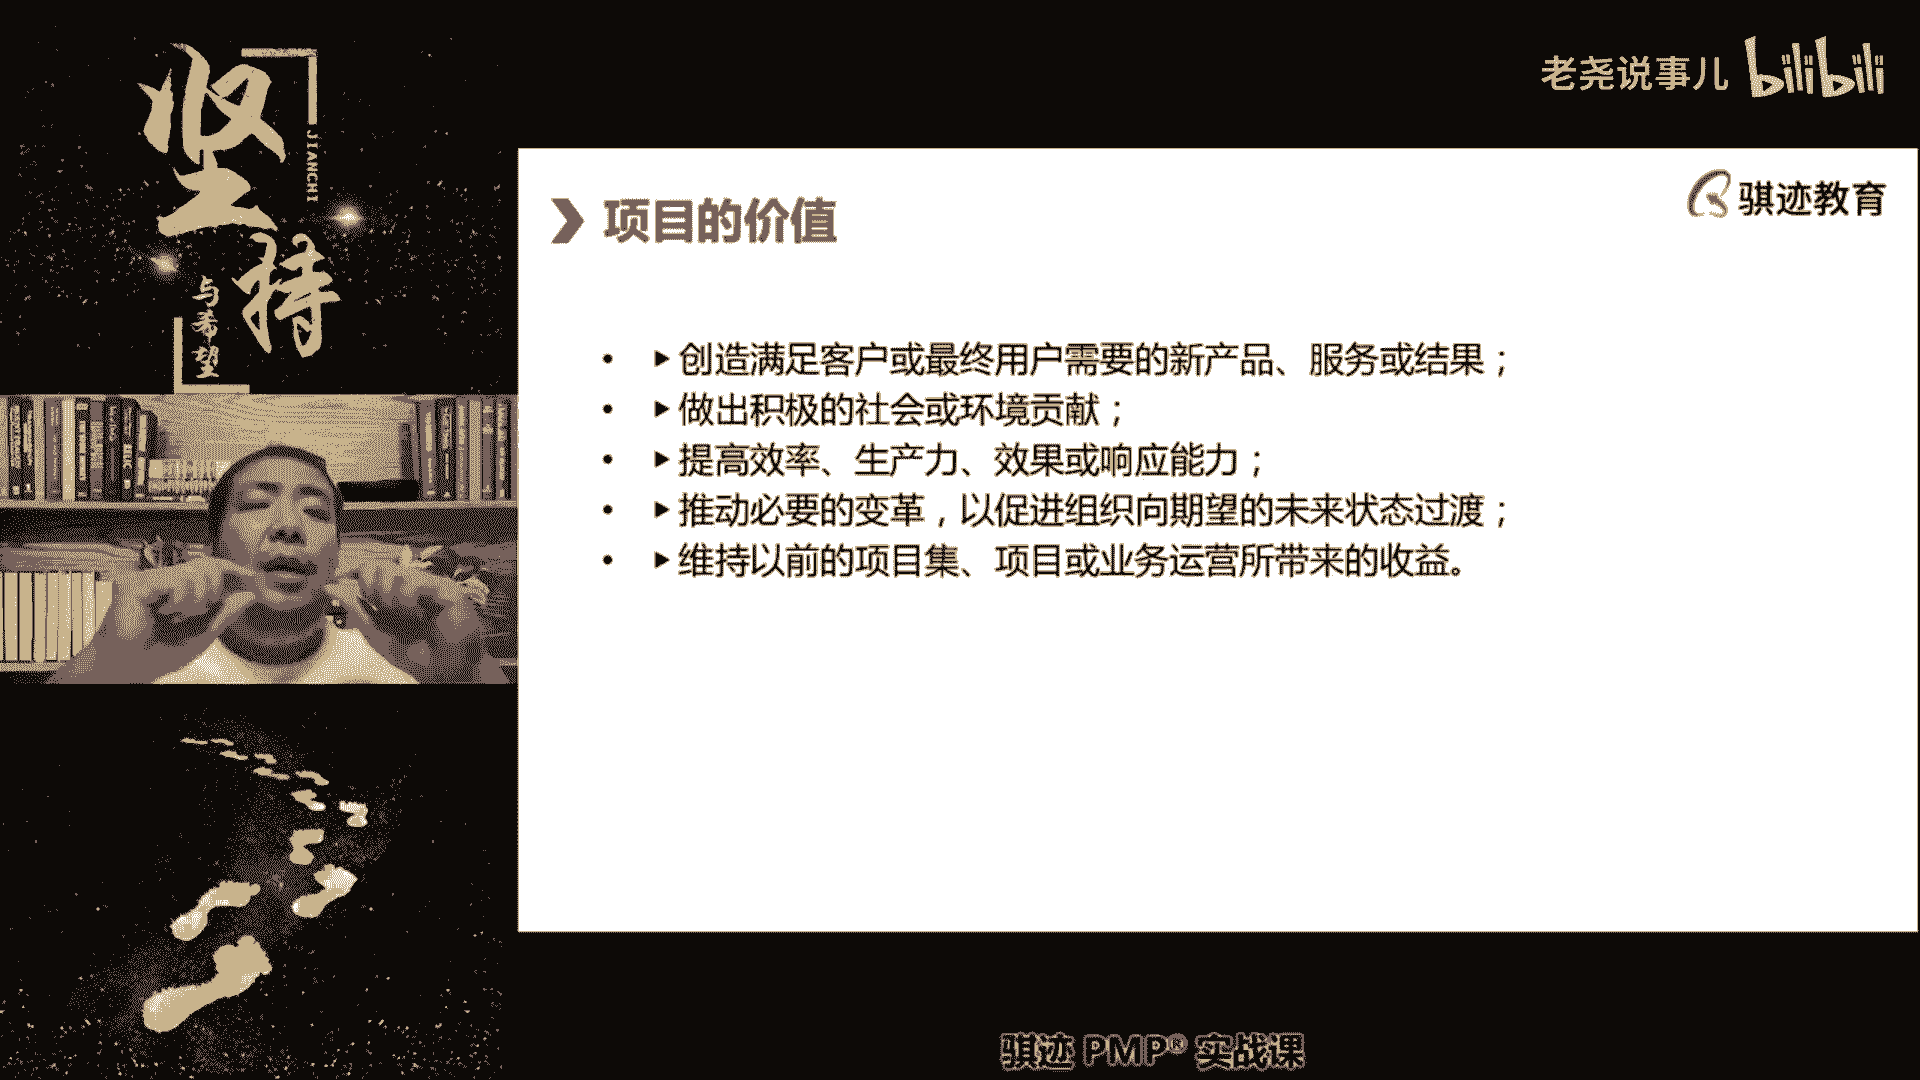 坚持
JIANCHI
与希望
老尧说事儿 bilibili
骐迹教育
项目的价值
• ▶创造满足客户或最终用户需要的新产品、服务或结果；
• ▶做出积极的社会或环境贡献；
• ▶提高效率、生产力、效果或响应能力；
• ▶推动必要的变革，以促进组织向期望的未来状态过渡；
• ▶维持以前的项目集、项目或业务运营所带来的收益。
骐迹 PMP® 实战课